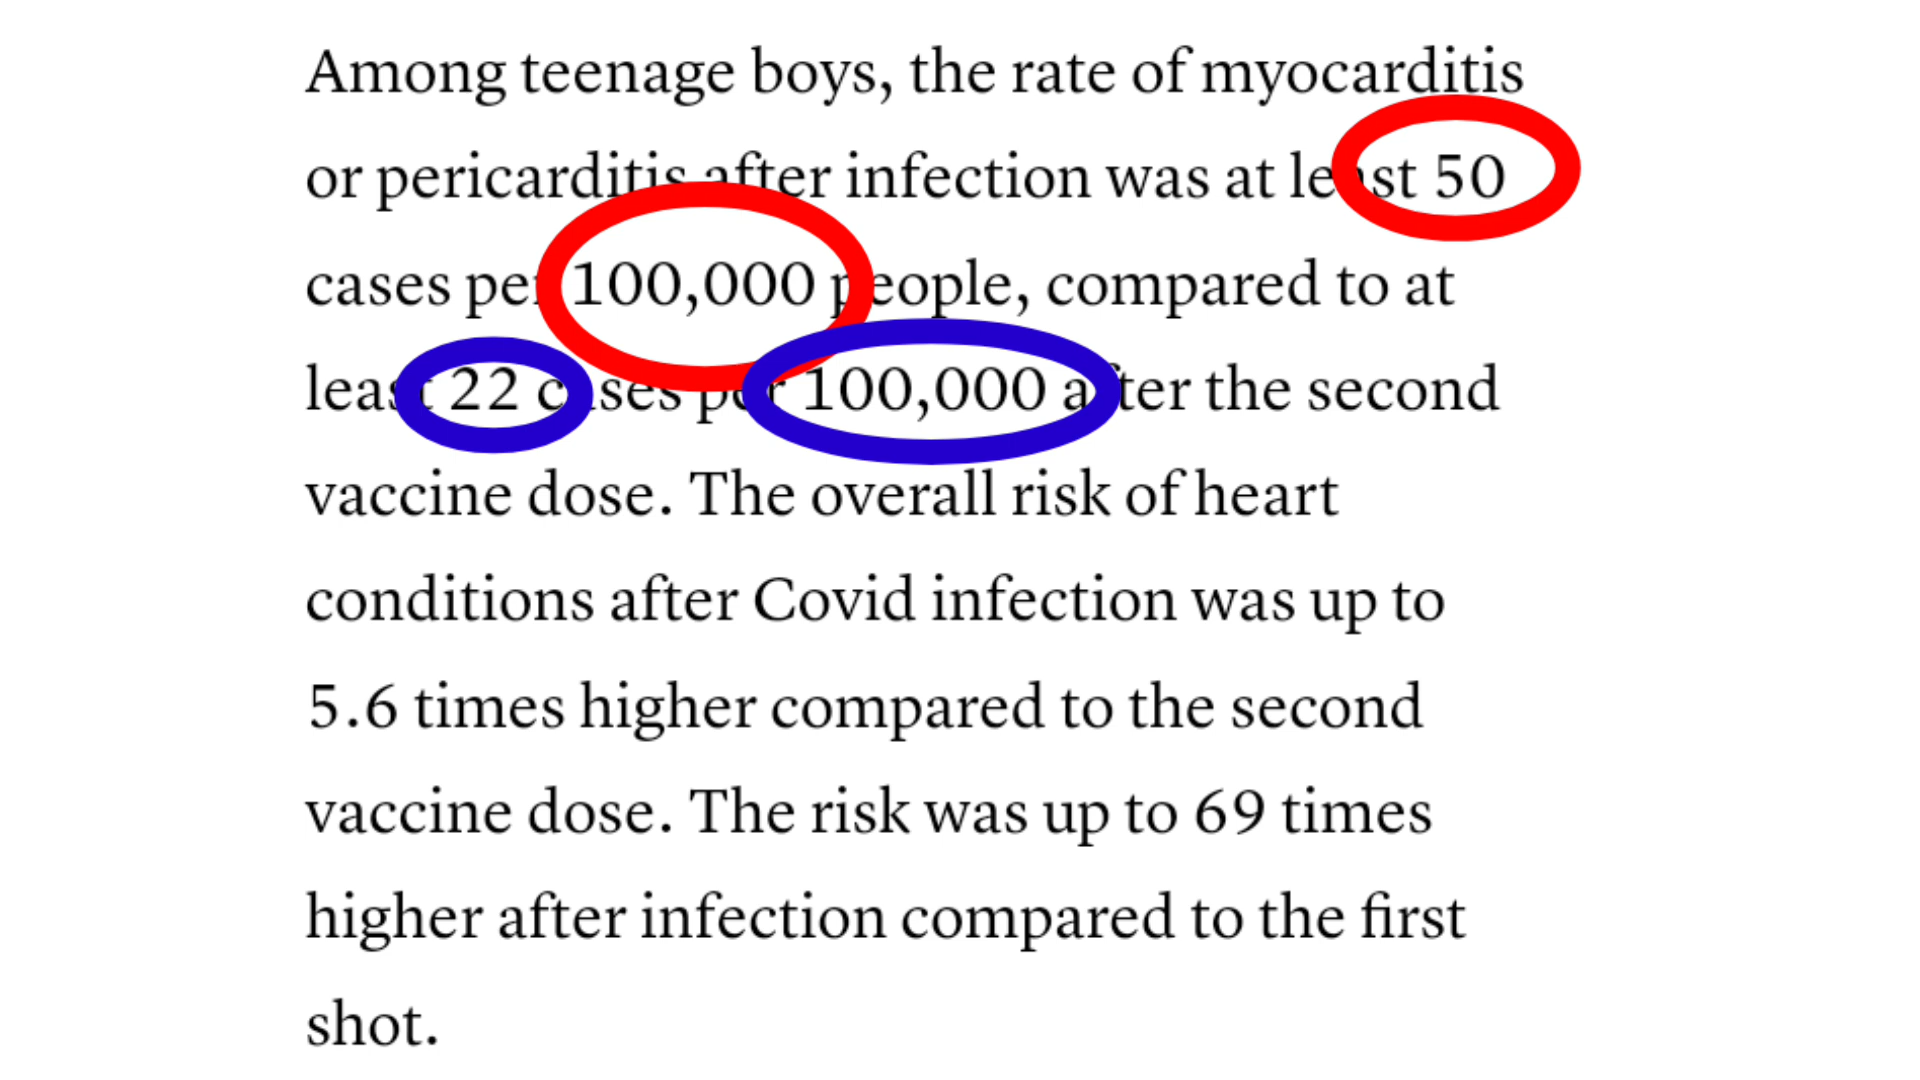 Among teenage boys, the rate of myocarditis
or pericarditis after infection was at least 50
cases per 100,000 people, compared to at
least 22 cases per 100,000 after the second
vaccine dose. The overall risk of heart
conditions after Covid infection was up to
5.6 times higher compared to the second
vaccine dose. The risk was up to 69 times
higher after infection compared to the first
shot.